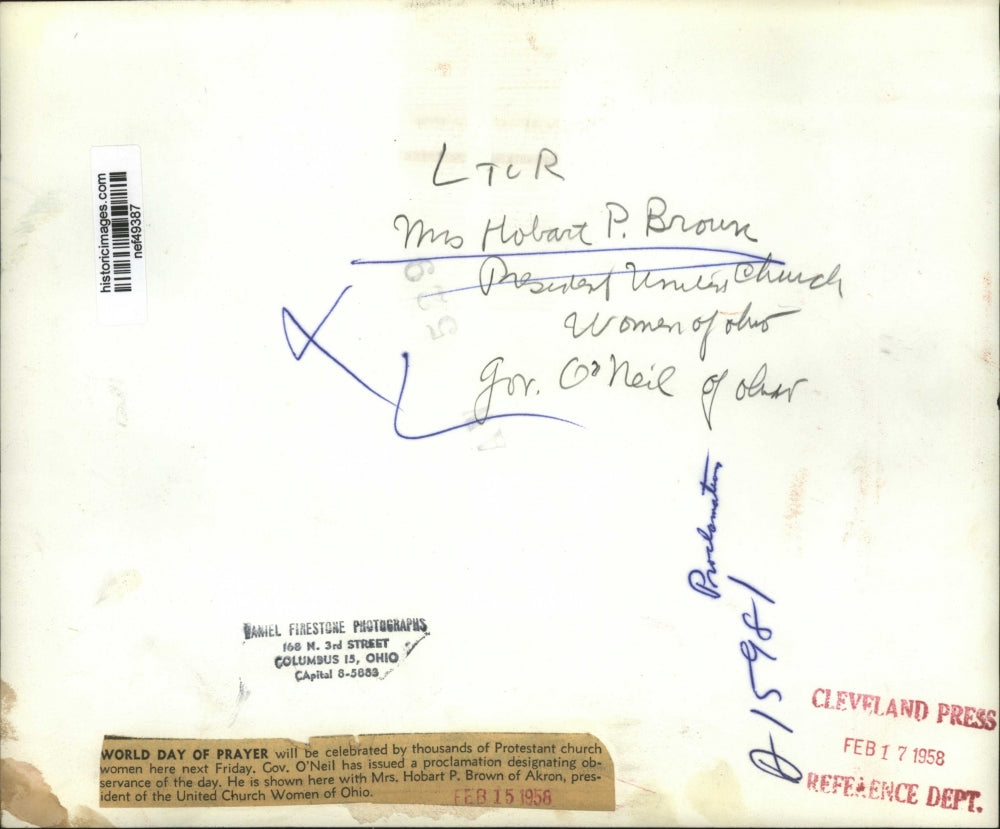 historicimages.com
nef49387
L To R
Mrs Hobart P. Brown
President United Church
Women of ohio
Gov. O'Neil of ohio
Proclamation
A-15981
DANIEL FIRESTONE PHOTOGRAPHS
168 N. 3rd STREET
COLUMBUS 15, OHIO
CApital 8-5883
CLEVELAND PRESS
FEB 17 1958
REFERENCE DEPT.
WORLD DAY OF PRAYER will be celebrated by thousands of Protestant church
women here next Friday. Gov. O'Neil has issued a proclamation designating ob-
servance of the day. He is shown here with Mrs. Hobart P. Brown of Akron, pres-
ident of the United Church Women of Ohio.
FEB 15 1958